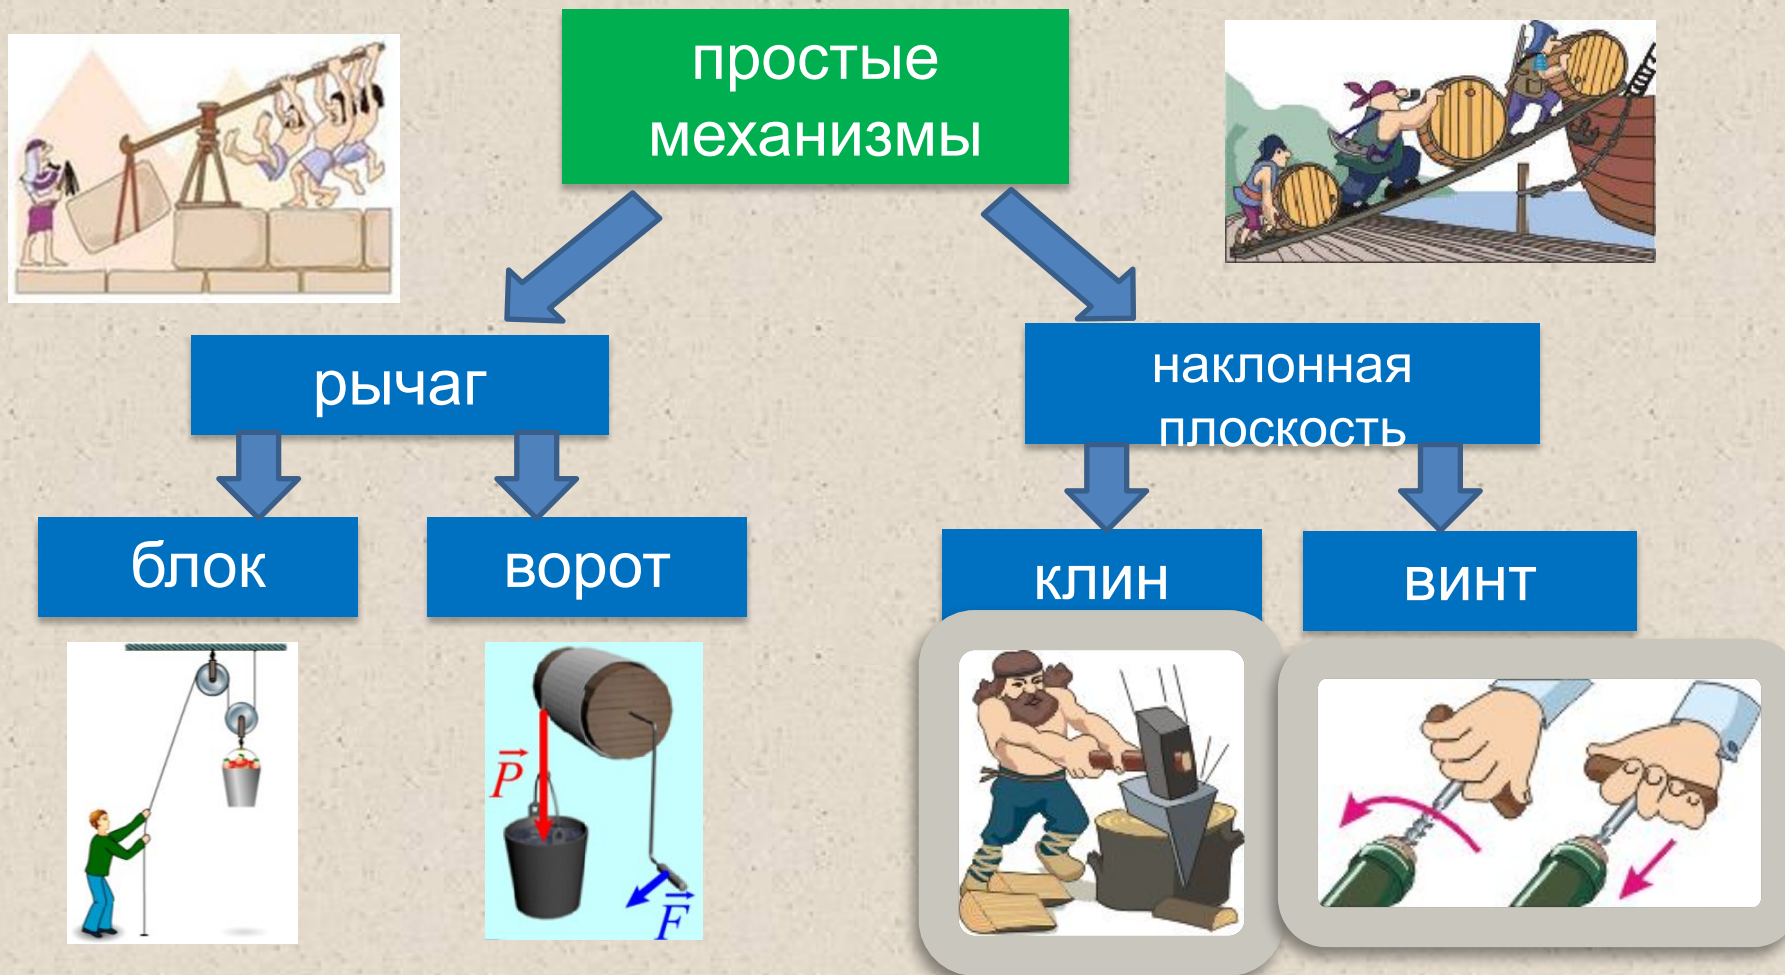 простые
механизмы
рычаг
наклонная
плоскость
блок
ворот
клин
винт
P
F